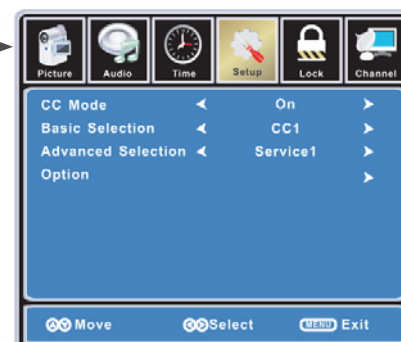 Picture Audio Time Setup Lock Channel
CC Mode On
Basic Selection CC1
Advanced Selection Service1
Option
Move Select MENU Exit